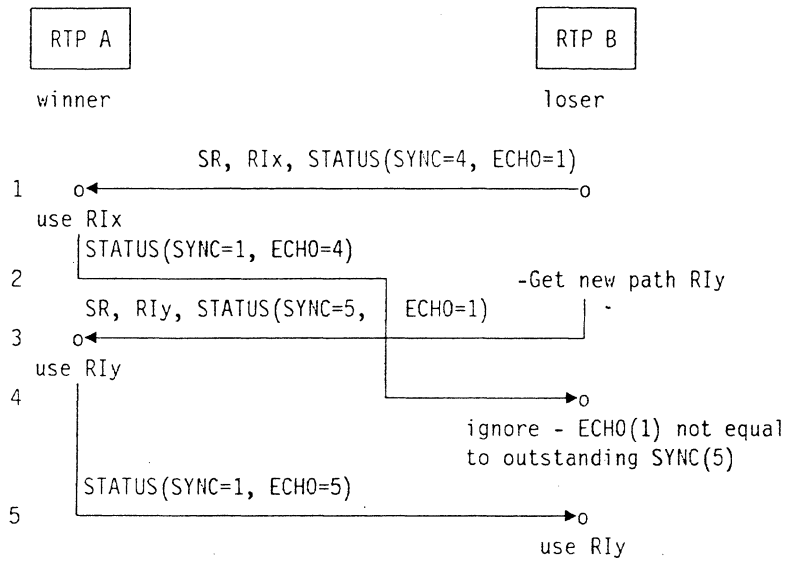 RTP A
RTP B
winner
loser
SR, RIx, STATUS(SYNC=4, ECHO=1)
1
use RIx
STATUS(SYNC=1, ECHO=4)
2
-Get new path RIy
SR, RIy, STATUS(SYNC=5, ECHO=1)
3
use RIy
4
ignore - ECHO(1) not equal
to outstanding SYNC(5)
STATUS(SYNC=1, ECHO=5)
5
use RIy